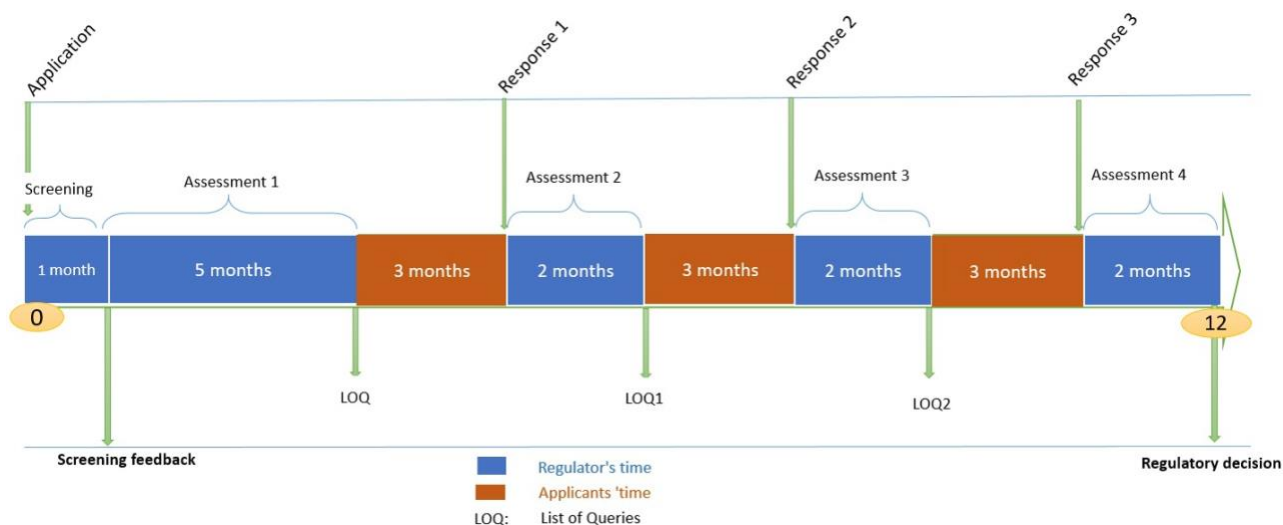 Application
Response 1
Response 2
Response 3
Screening
Assessment 1
Assessment 2
Assessment 3
Assessment 4
1 month
5 months
3 months
2 months
3 months
2 months
3 months
2 months
0
12
LOQ
LOQ1
LOQ2
Screening feedback
Regulatory decision
Regulator's time
Applicants 'time
LOQ: List of Queries